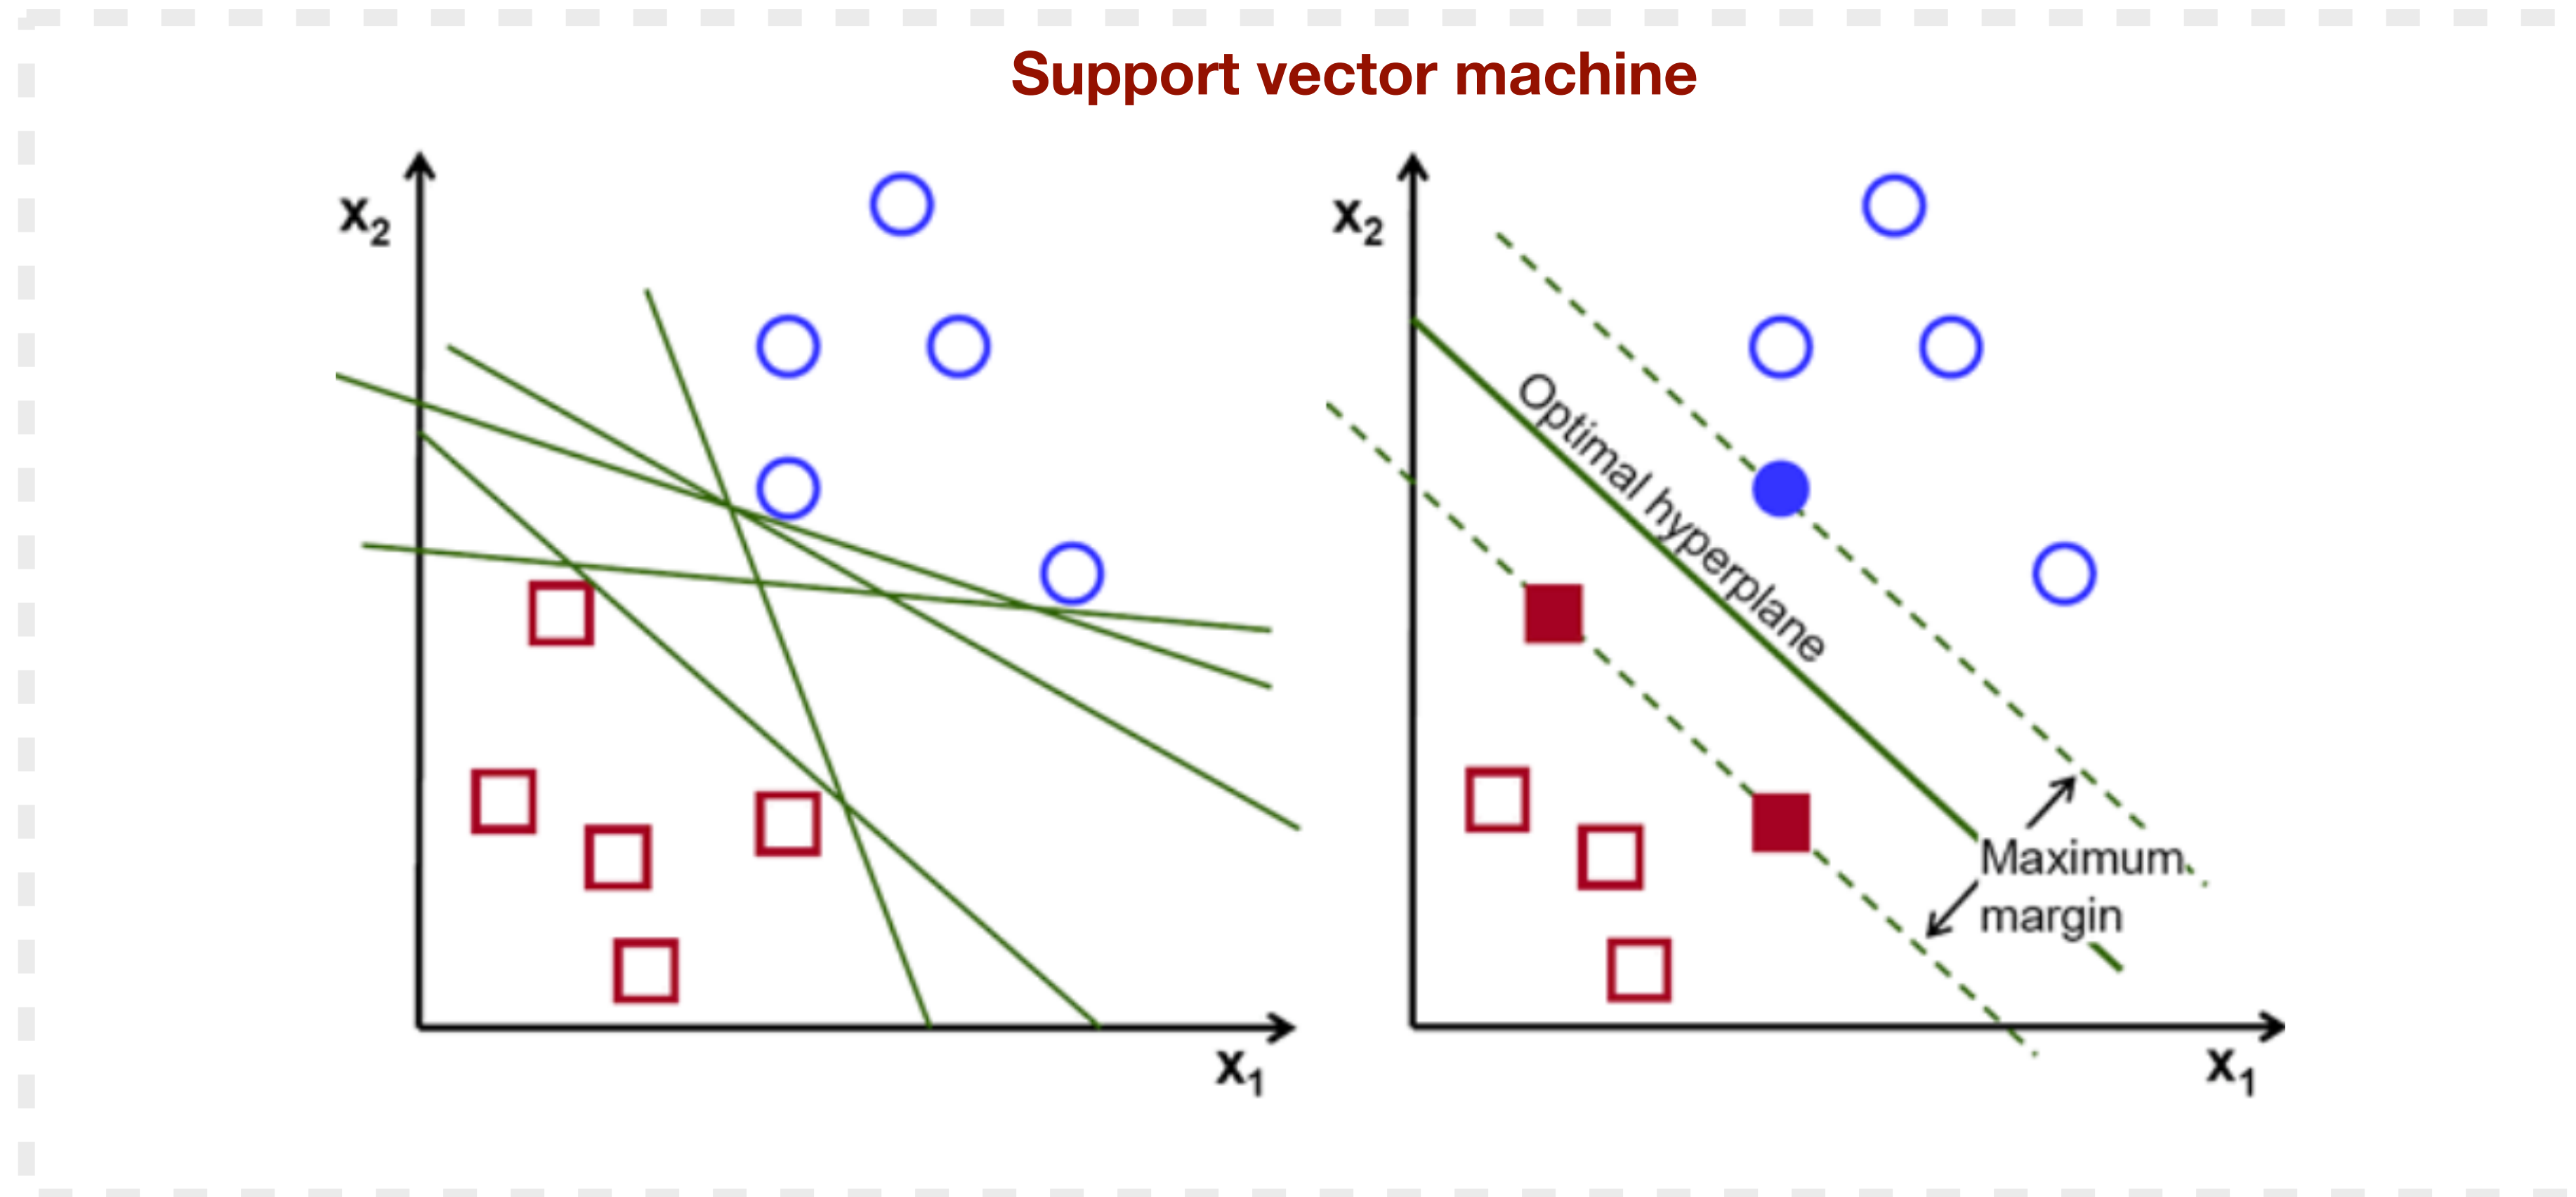 Support vector machine
x₂
x₁
x₂
Optimal hyperplane
Maximum
margin
x₁